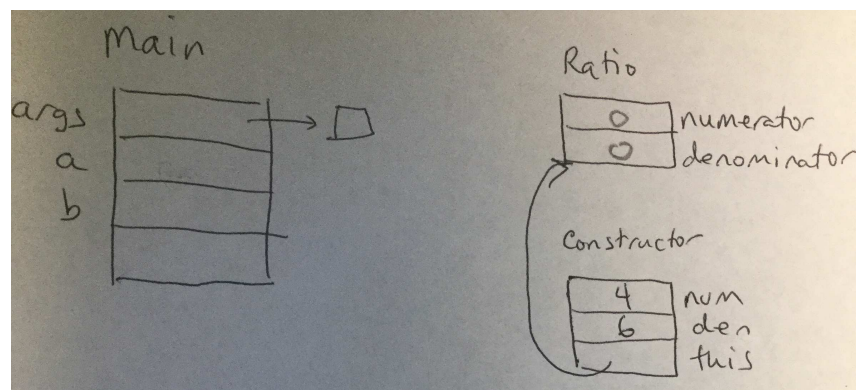 Main
args
a
b
Ratio
0 numerator
0 denominator
Constructor
4 num
6 den
this